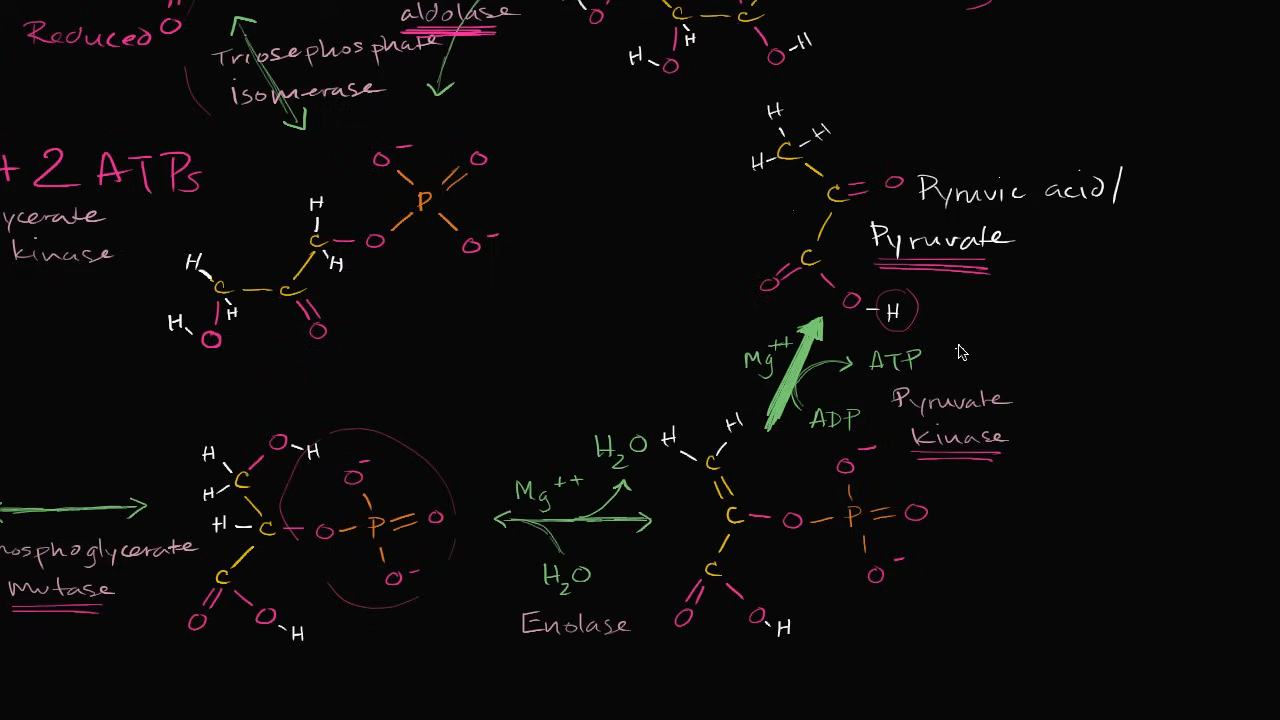 Reduced
O
aldolase
Triosephosphate
isomerase
C C
H
H O
O H
+ 2 ATPs
ycerate
kinase
O⁻ O
P
O⁻
H
C O
H
H
C C
H
H O
O
H
H
H C
C O
Pyruvic acid/
Pyruvate
C
O O H
Mg⁺⁺
ATP
ADP
Pyruvate
kinase
H O H
C
H
H C O P O
O⁻
O⁻
C
O O
H
hosphoglycerate
mutase
H₂O
Mg⁺⁺
H₂O
Enolase
H H
C
C O P O
O⁻
O⁻
C
O O
H